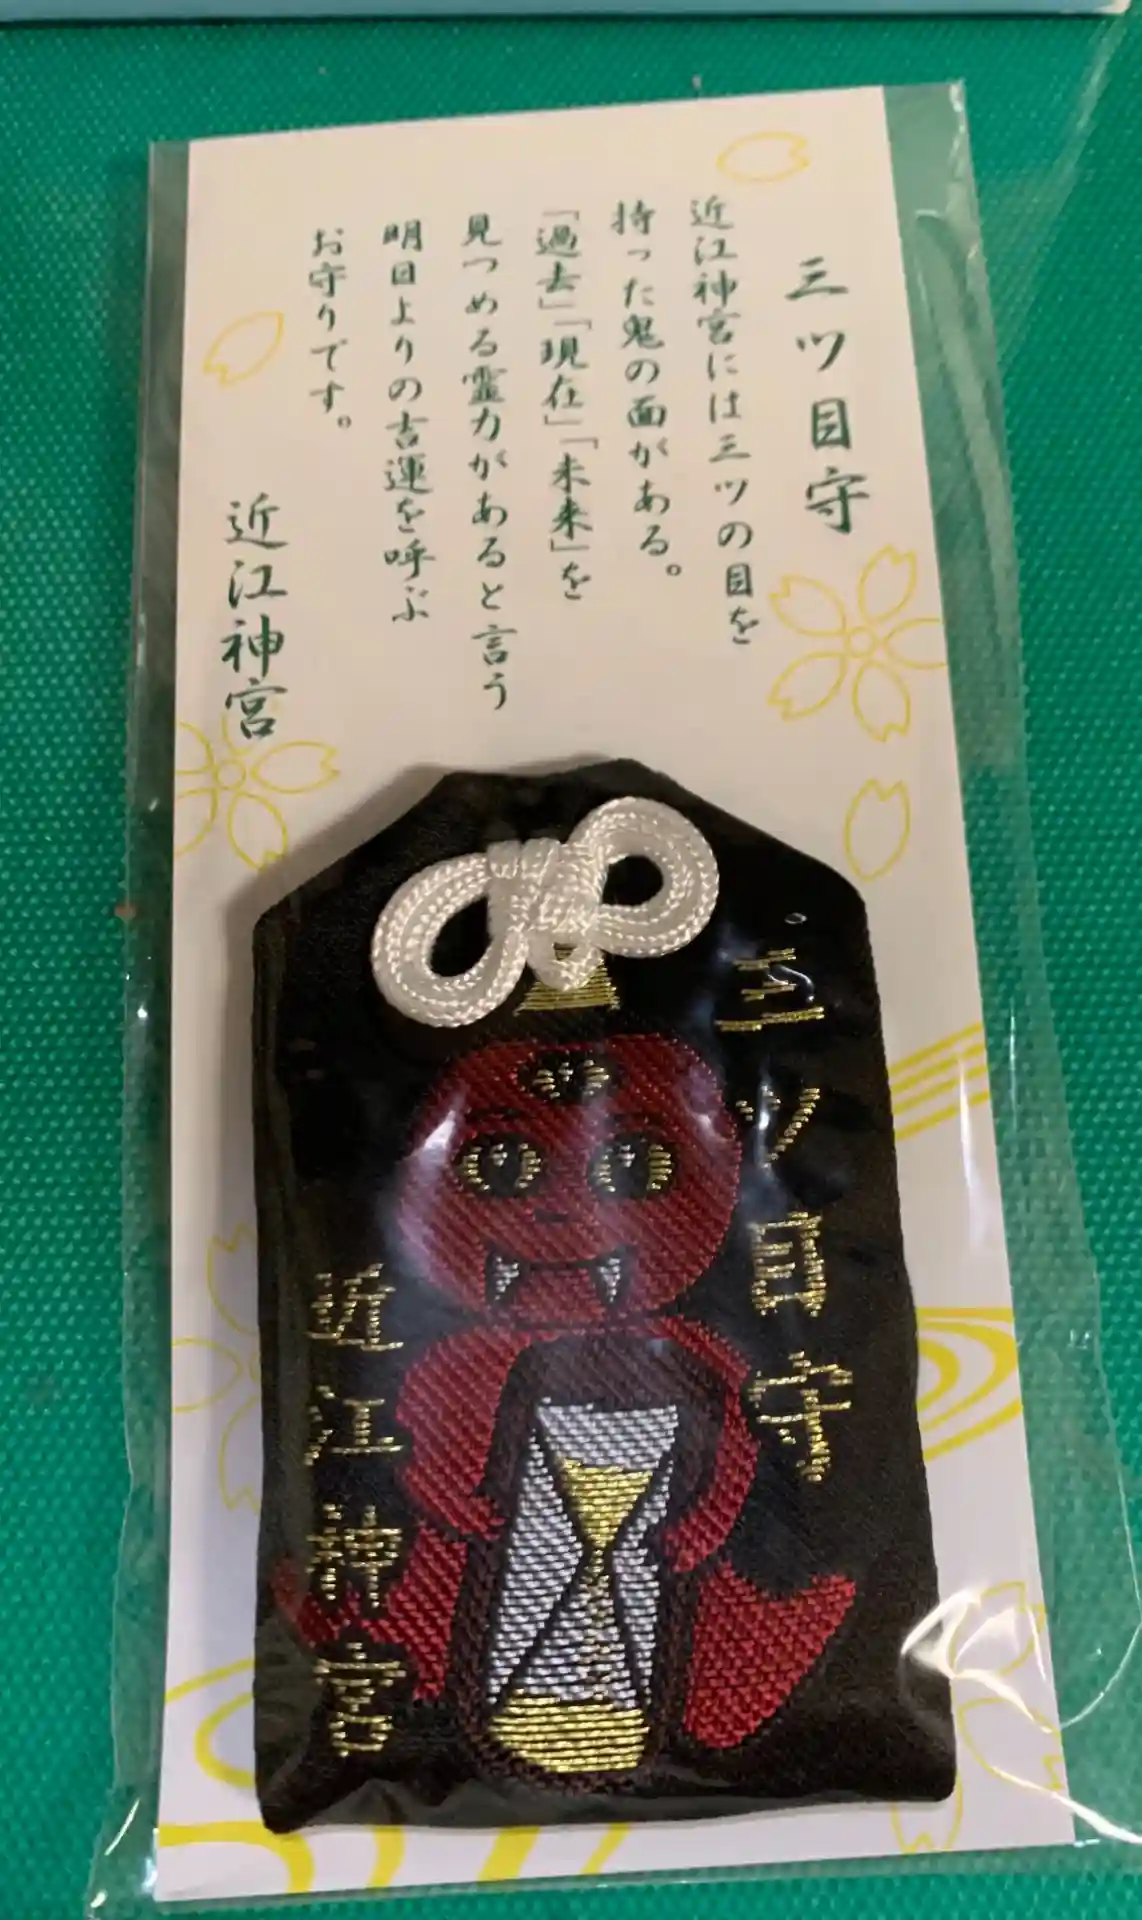 三ツ目守
近江神宮には三ツの目を
持った鬼の面がある。
「過去」「現在」「未来」を
見つめる霊力があると言う
明日よりの吉運を呼ぶ
お守りです。
近江神宮
三ツ目守
近江神宮